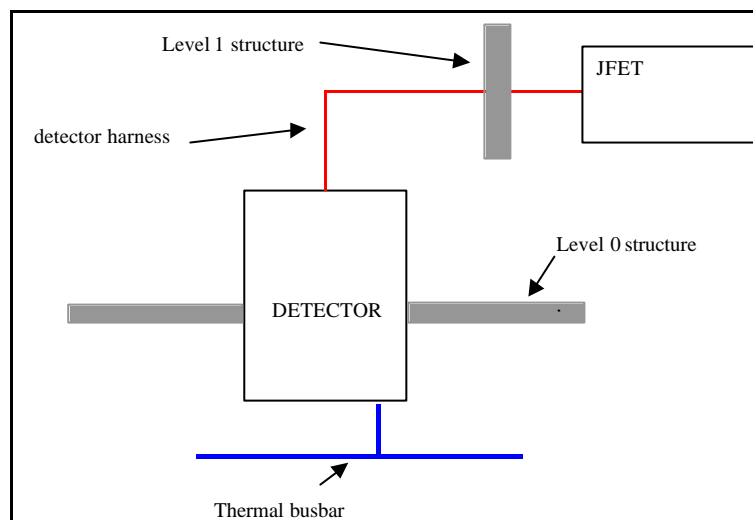 Level 1 structure
JFET
detector harness
Level 0 structure
DETECTOR
Thermal busbar